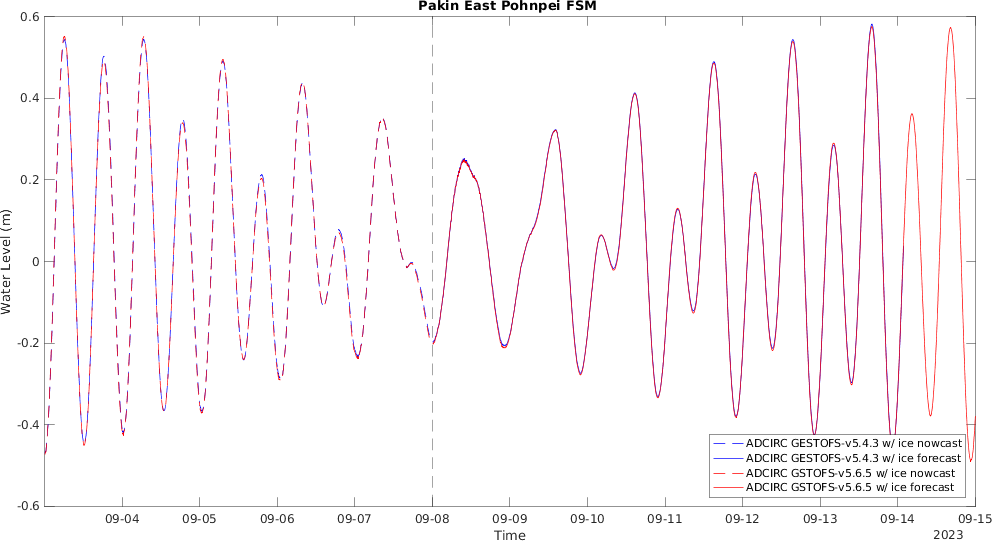 Pakin East Pohnpei FSM
0.6
0.4
0.2
0
-0.2
-0.4
-0.6
Water Level (m)
ADCIRC GESTOFS-v5.4.3 w/ ice nowcast
ADCIRC GESTOFS-v5.4.3 w/ ice forecast
ADCIRC GSTOFS-v5.6.5 w/ ice nowcast
ADCIRC GSTOFS-v5.6.5 w/ ice forecast
09-04 09-05 09-06 09-07 09-08 09-09 09-10 09-11 09-12 09-13 09-14 09-15
Time
2023